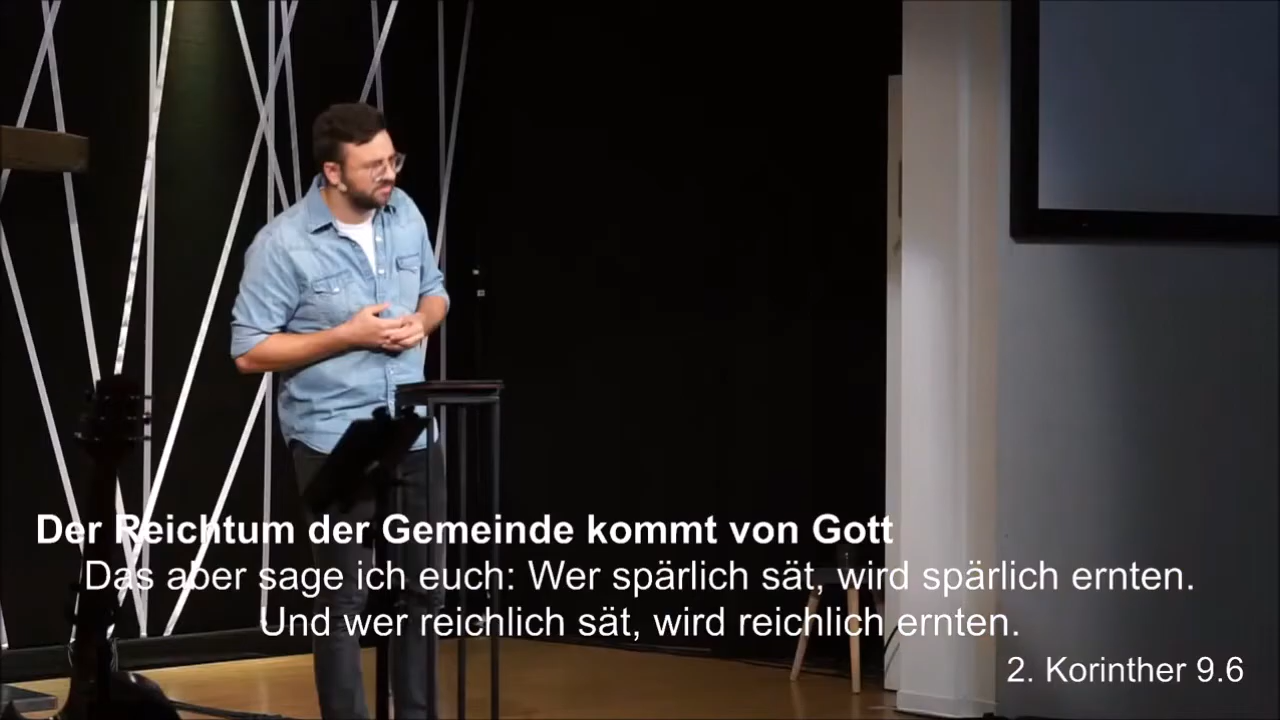 Der Reichtum der Gemeinde kommt von Gott
Das aber sage ich euch: Wer spärlich sät, wird spärlich ernten.
Und wer reichlich sät, wird reichlich ernten.
2. Korinther 9.6